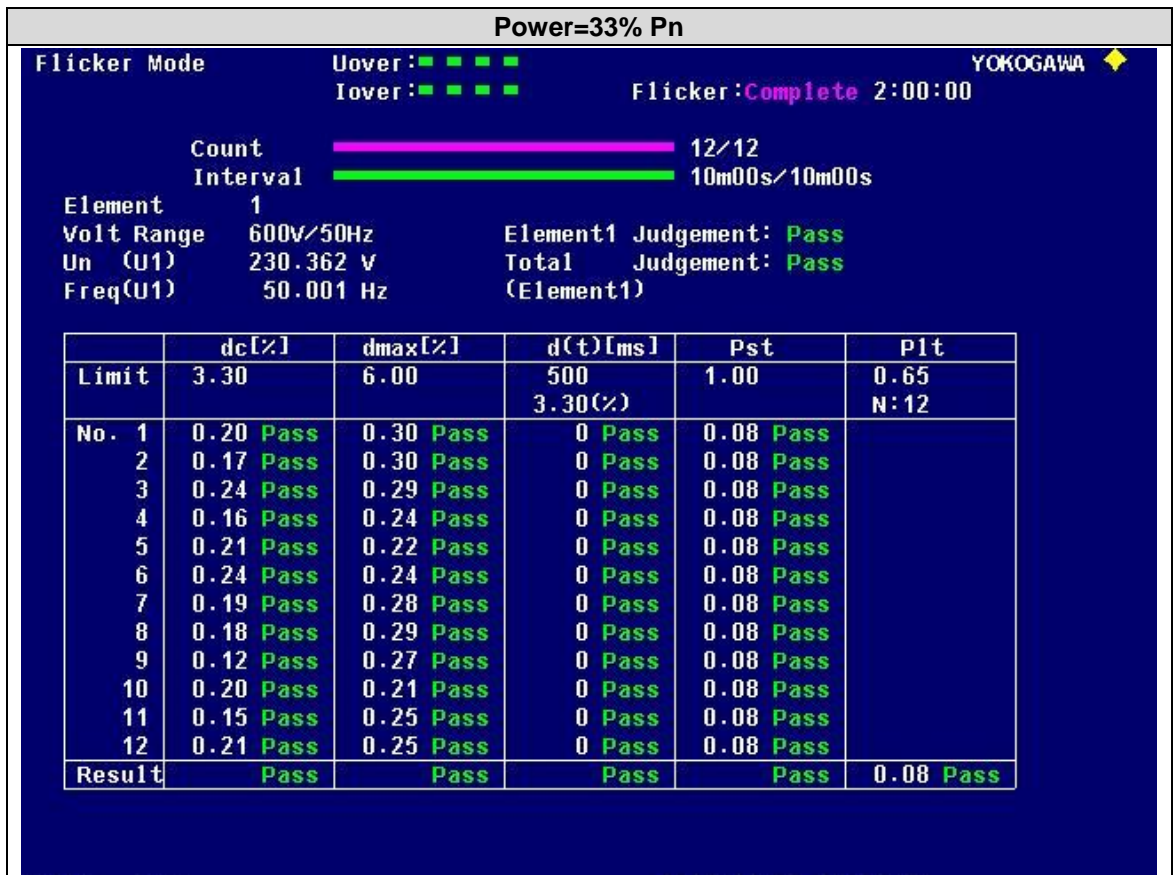 Power=33% Pn
Flicker Mode Uover: YOKOGAWA
Iover: Flicker:Complete 2:00:00
Count 12/12
Interval 10m00s/10m00s
Element 1
Volt Range 600V/50Hz Element1 Judgement: Pass
Un (U1) 230.362 V Total Judgement: Pass
Freq(U1) 50.001 Hz (Element1)
dc[%] dmax[%] d(t)[ms] Pst Plt
Limit 3.30 6.00 500 1.00 0.65
3.30(%) N:12
No. 1 0.20 Pass 0.30 Pass 0 Pass 0.08 Pass
2 0.17 Pass 0.30 Pass 0 Pass 0.08 Pass
3 0.24 Pass 0.29 Pass 0 Pass 0.08 Pass
4 0.16 Pass 0.24 Pass 0 Pass 0.08 Pass
5 0.21 Pass 0.22 Pass 0 Pass 0.08 Pass
6 0.24 Pass 0.24 Pass 0 Pass 0.08 Pass
7 0.19 Pass 0.28 Pass 0 Pass 0.08 Pass
8 0.18 Pass 0.29 Pass 0 Pass 0.08 Pass
9 0.12 Pass 0.27 Pass 0 Pass 0.08 Pass
10 0.20 Pass 0.21 Pass 0 Pass 0.08 Pass
11 0.15 Pass 0.25 Pass 0 Pass 0.08 Pass
12 0.21 Pass 0.25 Pass 0 Pass 0.08 Pass
Result Pass Pass Pass Pass 0.08 Pass